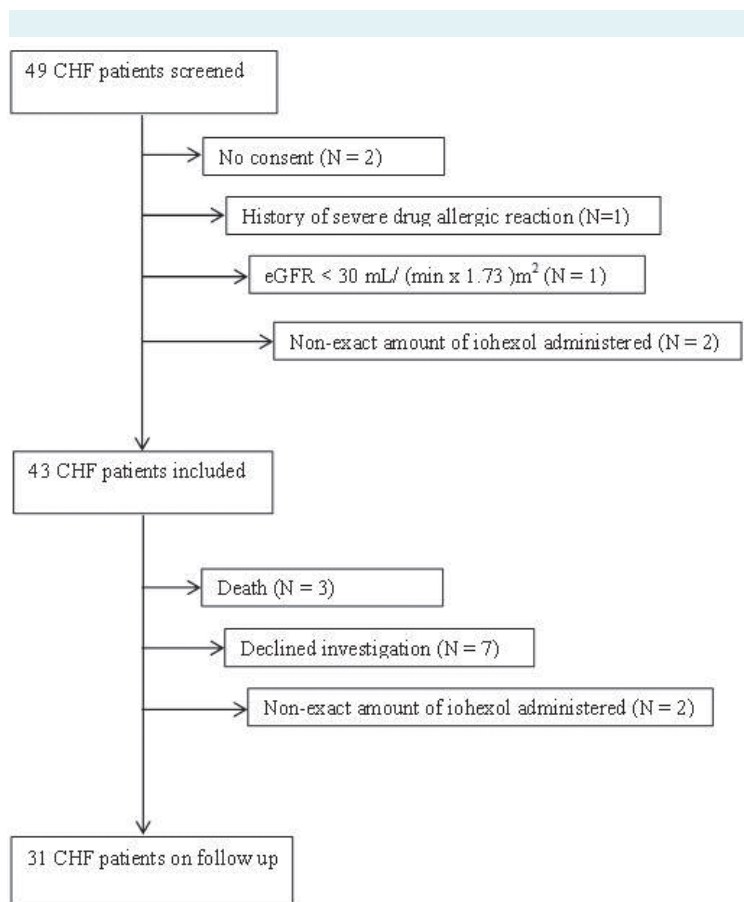 49 CHF patients screened
No consent (N = 2)
History of severe drug allergic reaction (N=1)
eGFR < 30 mL/ (min x 1.73 )m² (N = 1)
Non-exact amount of iohexol administered (N = 2)
43 CHF patients included
Death (N = 3)
Declined investigation (N = 7)
Non-exact amount of iohexol administered (N = 2)
31 CHF patients on follow up